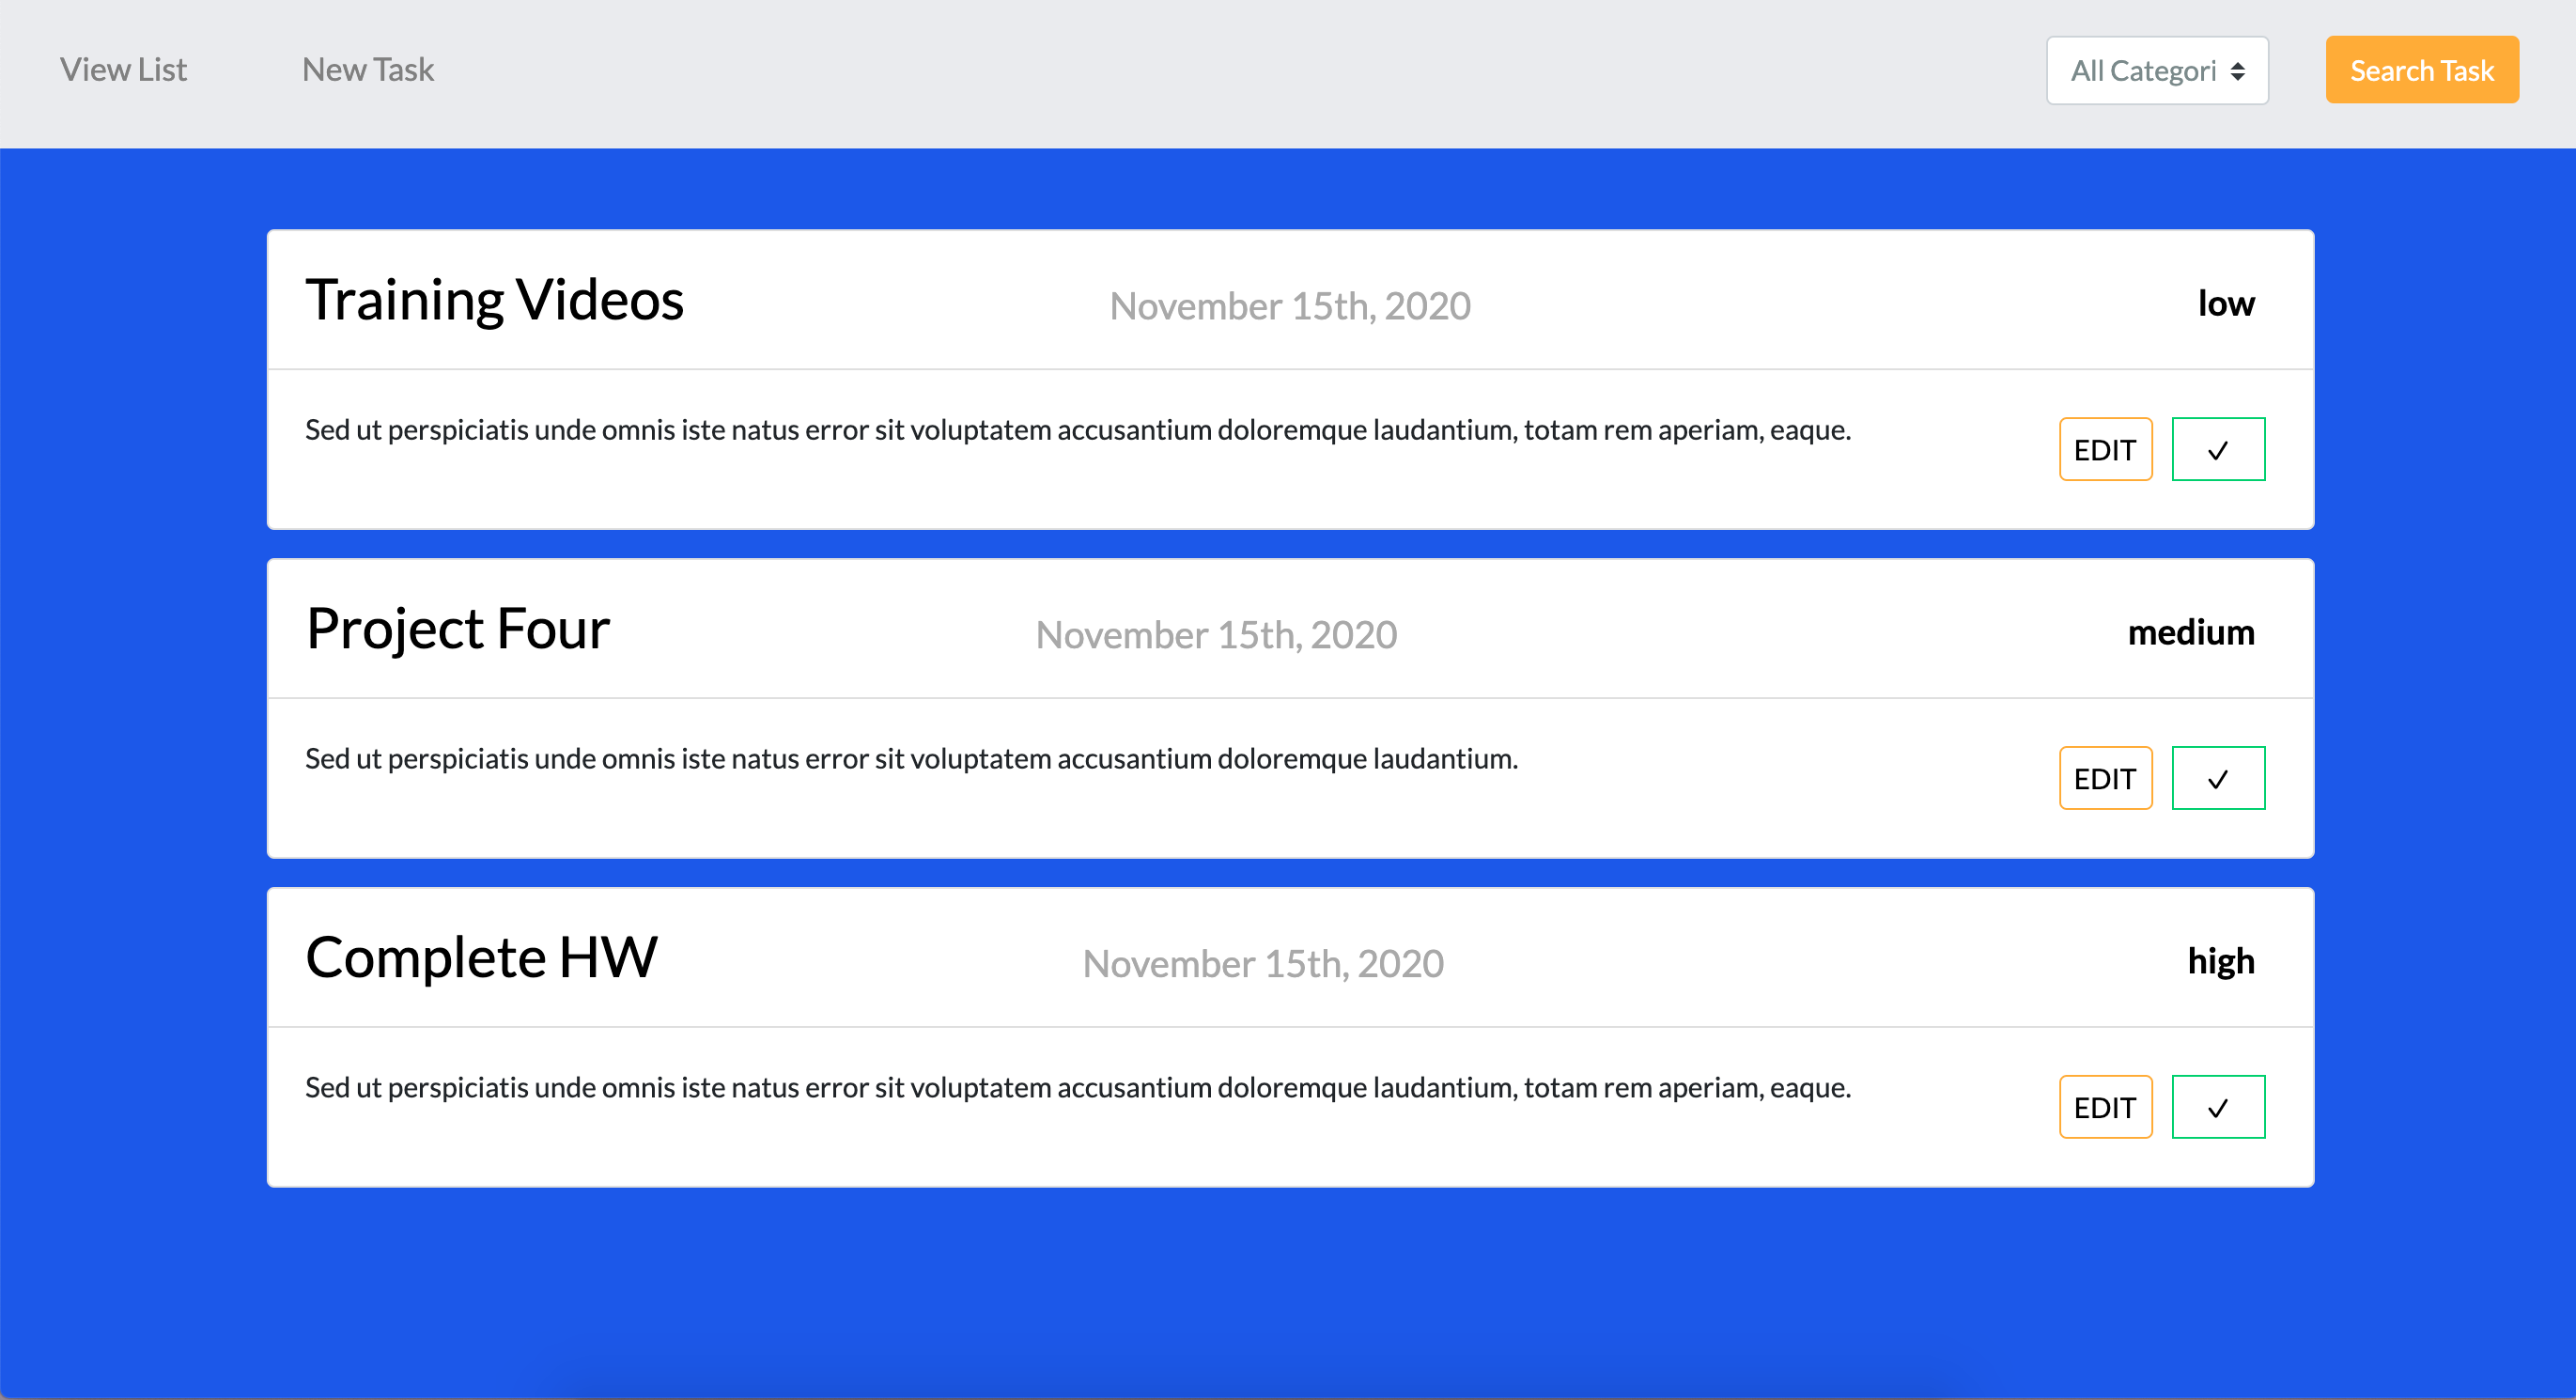 View List New Task All Categori Search Task
Training Videos November 15th, 2020 low
Sed ut perspiciatis unde omnis iste natus error sit voluptatem accusantium doloremque laudantium, totam rem aperiam, eaque.
EDIT ✓
Project Four November 15th, 2020 medium
Sed ut perspiciatis unde omnis iste natus error sit voluptatem accusantium doloremque laudantium.
EDIT ✓
Complete HW November 15th, 2020 high
Sed ut perspiciatis unde omnis iste natus error sit voluptatem accusantium doloremque laudantium, totam rem aperiam, eaque.
EDIT ✓